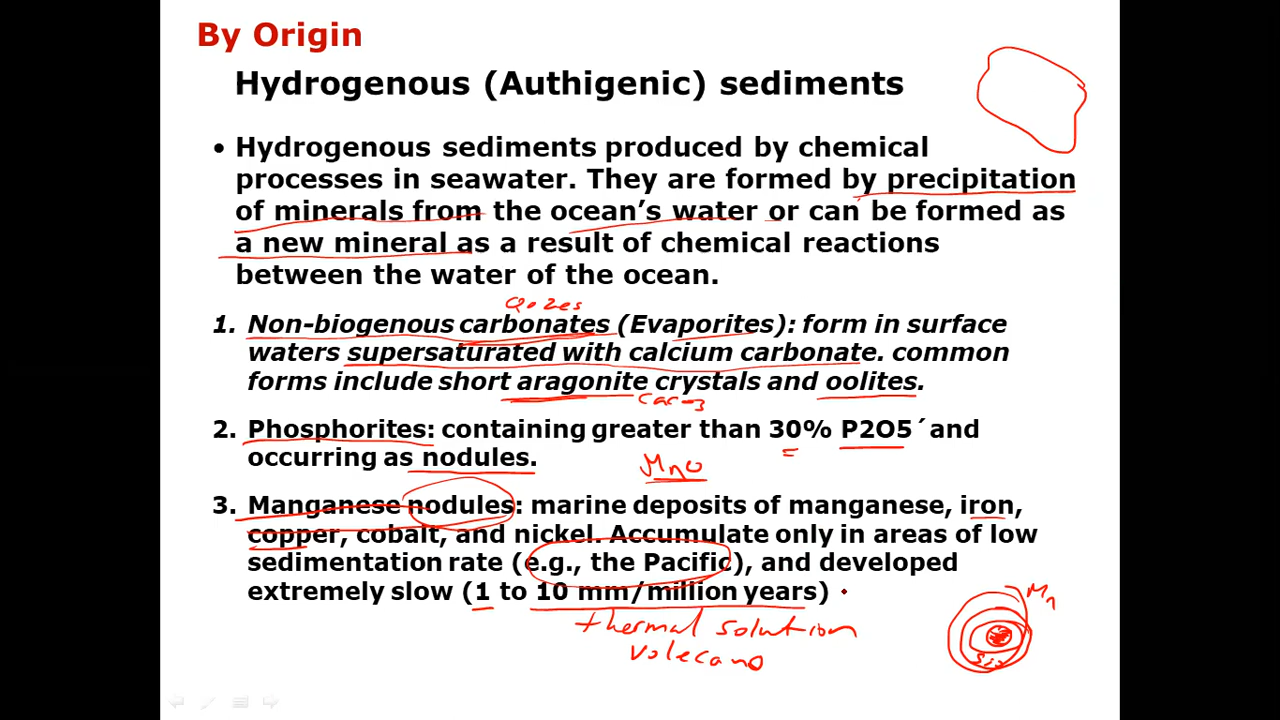 By Origin
Hydrogenous (Authigenic) sediments
• Hydrogenous sediments produced by chemical
processes in seawater. They are formed by precipitation
of minerals from the ocean’s water or can be formed as
a new mineral as a result of chemical reactions
between the water of the ocean.
Oozes
1. Non-biogenous carbonates (Evaporites): form in surface
waters supersaturated with calcium carbonate. common
forms include short aragonite crystals and oolites.
2. Phosphorites: containing greater than 30% P2O5´and
occurring as nodules.
MnO
3. Manganese nodules: marine deposits of manganese, iron,
copper, cobalt, and nickel. Accumulate only in areas of low
sedimentation rate (e.g., the Pacific), and developed
extremely slow (1 to 10 mm/million years)
Mn
thermal solution
volecano